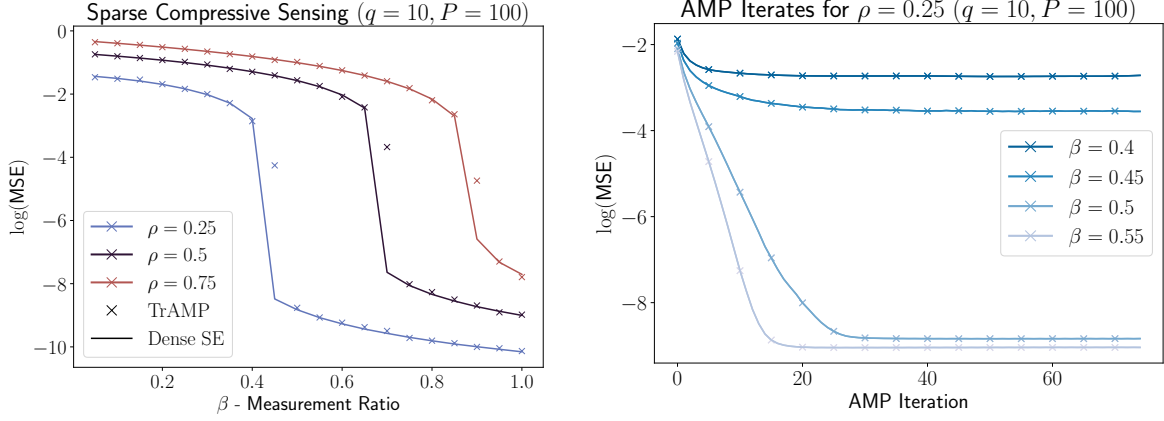 Sparse Compressive Sensing (q = 10, P = 100)
log(MSE)
0
−2
−4
−6
−8
−10
ρ = 0.25
ρ = 0.5
ρ = 0.75
TrAMP
Dense SE
0.2 0.4 0.6 0.8 1.0
β - Measurement Ratio
AMP Iterates for ρ = 0.25 (q = 10, P = 100)
log(MSE)
−2
−4
−6
−8
β = 0.4
β = 0.45
β = 0.5
β = 0.55
0 20 40 60
AMP Iteration